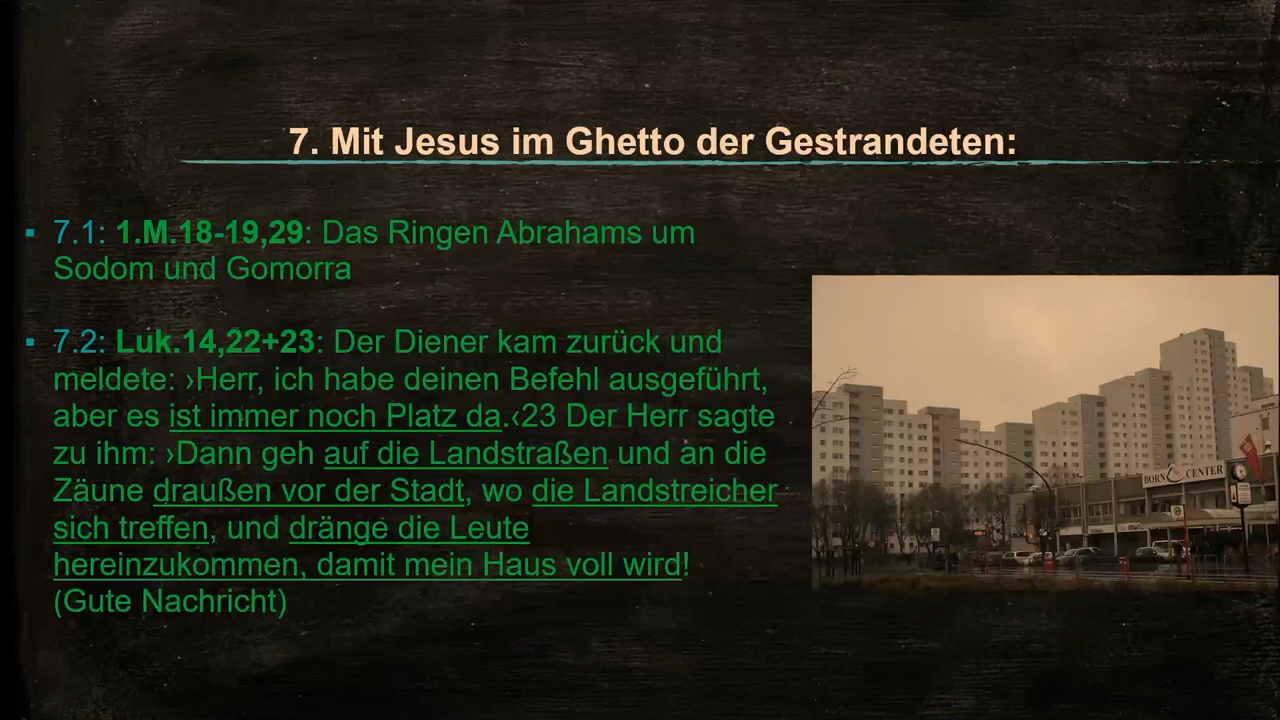 7. Mit Jesus im Ghetto der Gestrandeten:
▪ 7.1: 1.M.18-19,29: Das Ringen Abrahams um
Sodom und Gomorra
▪ 7.2: Luk.14,22+23: Der Diener kam zurück und
meldete: ›Herr, ich habe deinen Befehl ausgeführt,
aber es ist immer noch Platz da.‹23 Der Herr sagte
zu ihm: ›Dann geh auf die Landstraßen und an die
Zäune draußen vor der Stadt, wo die Landstreicher
sich treffen, und dränge die Leute
hereinzukommen, damit mein Haus voll wird!
(Gute Nachricht)
BORN CENTER